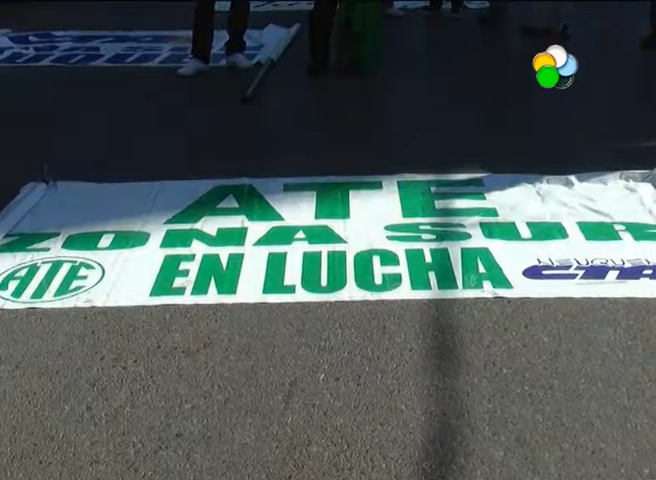 ATE
ZONA SUR
EN LUCHA
ATE
NEUQUEN
CTA